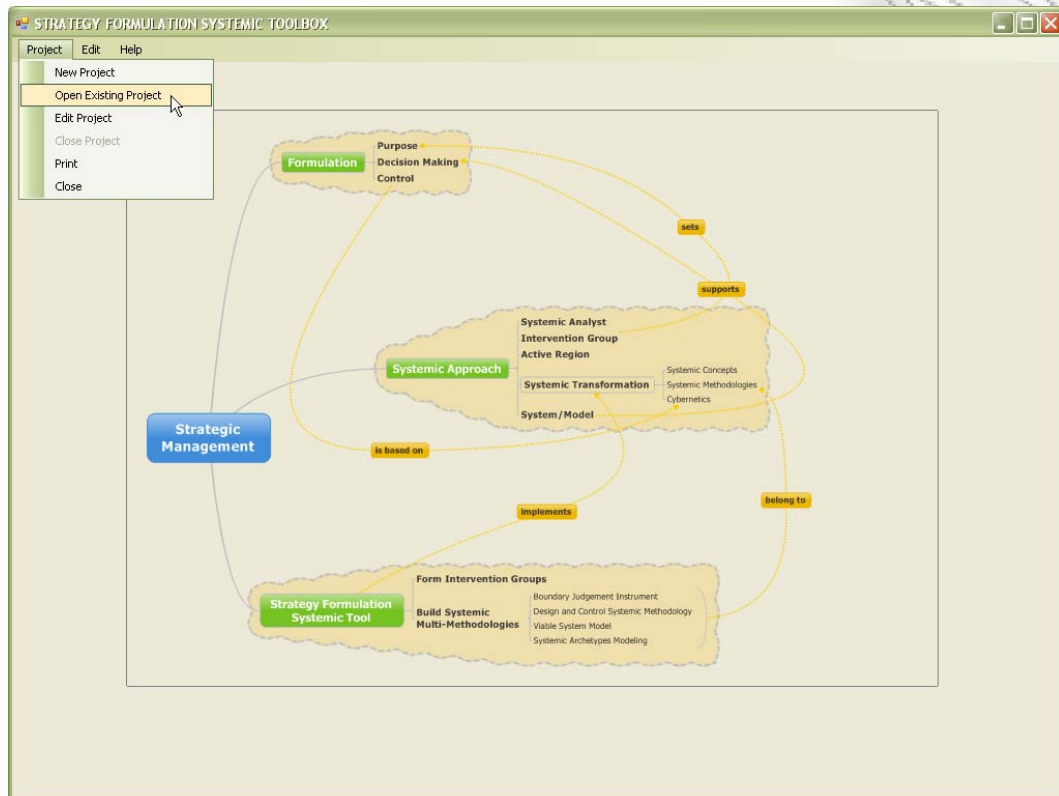 STRATEGY FORMULATION SYSTEMIC TOOLBOX
Project Edit Help
New Project
Open Existing Project
Edit Project
Close Project
Print
Close
Formulation
Purpose
Decision Making
Control
sets
supports
Systemic Approach
Systemic Analyst
Intervention Group
Active Region
Systemic Transformation
Systemic Concepts
Systemic Methodologies
Cybernetics
System/Model
Strategic
Management
is based on
implements
belong to
Strategy Formulation
Systemic Tool
Form Intervention Groups
Build Systemic
Multi-Methodologies
Boundary Judgement Instrument
Design and Control Systemic Methodology
Viable System Model
Systemic Archetypes Modeling